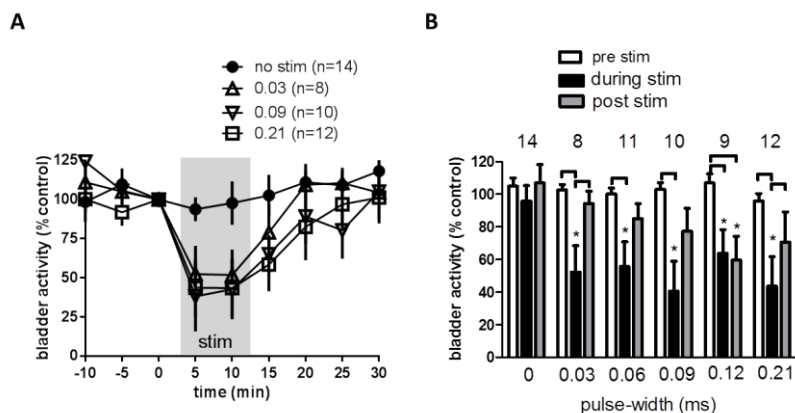 A
no stim (n=14)
0.03 (n=8)
0.09 (n=10)
0.21 (n=12)
bladder activity (% control)
125
100
75
50
25
0
stim
-10 -5 0 5 10 15 20 25 30
time (min)
B
pre stim
during stim
post stim
14 8 11 10 9 12
bladder activity (% control)
120
100
80
60
40
20
0
* * * * * *
0 0.03 0.06 0.09 0.12 0.21
pulse-width (ms)